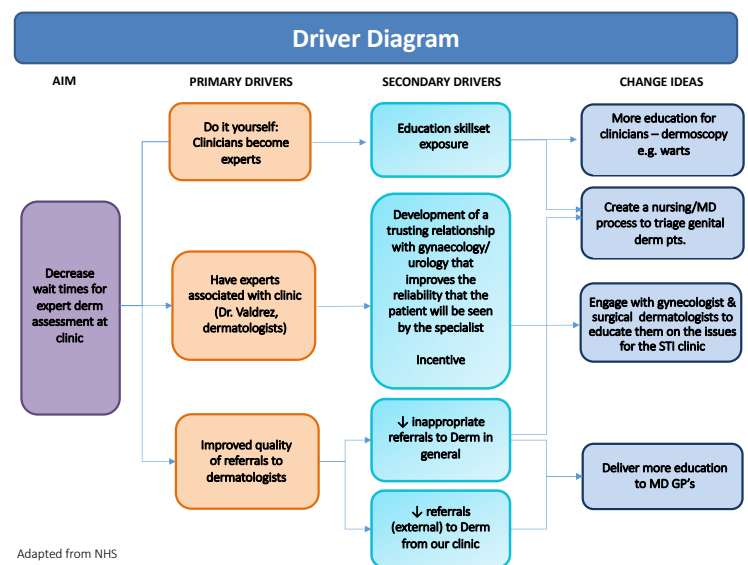 Driver Diagram
AIM
PRIMARY DRIVERS
SECONDARY DRIVERS
CHANGE IDEAS
Decrease
wait times for
expert derm
assessment at
clinic
Do it yourself:
Clinicians become
experts
Have experts
associated with clinic
(Dr. Valdrez,
dermatologists)
Improved quality
of referrals to
dermatologists
Education skillset
exposure
Development of a
trusting relationship
with gynaecology/
urology that
improves the
reliability that the
patient will be seen
by the specialist
Incentive
↓ Inappropriate
referrals to Derm in
general
↓ referrals
(external) to Derm
from our clinic
More education for
clinicians – dermoscopy
e.g. warts
Create a nursing/MD
process to triage genital
derm pts.
Engage with gynecologist &
surgical dermatologists to
educate them on the issues
for the STI clinic
Deliver more education
to MD GP's
Adapted from NHS